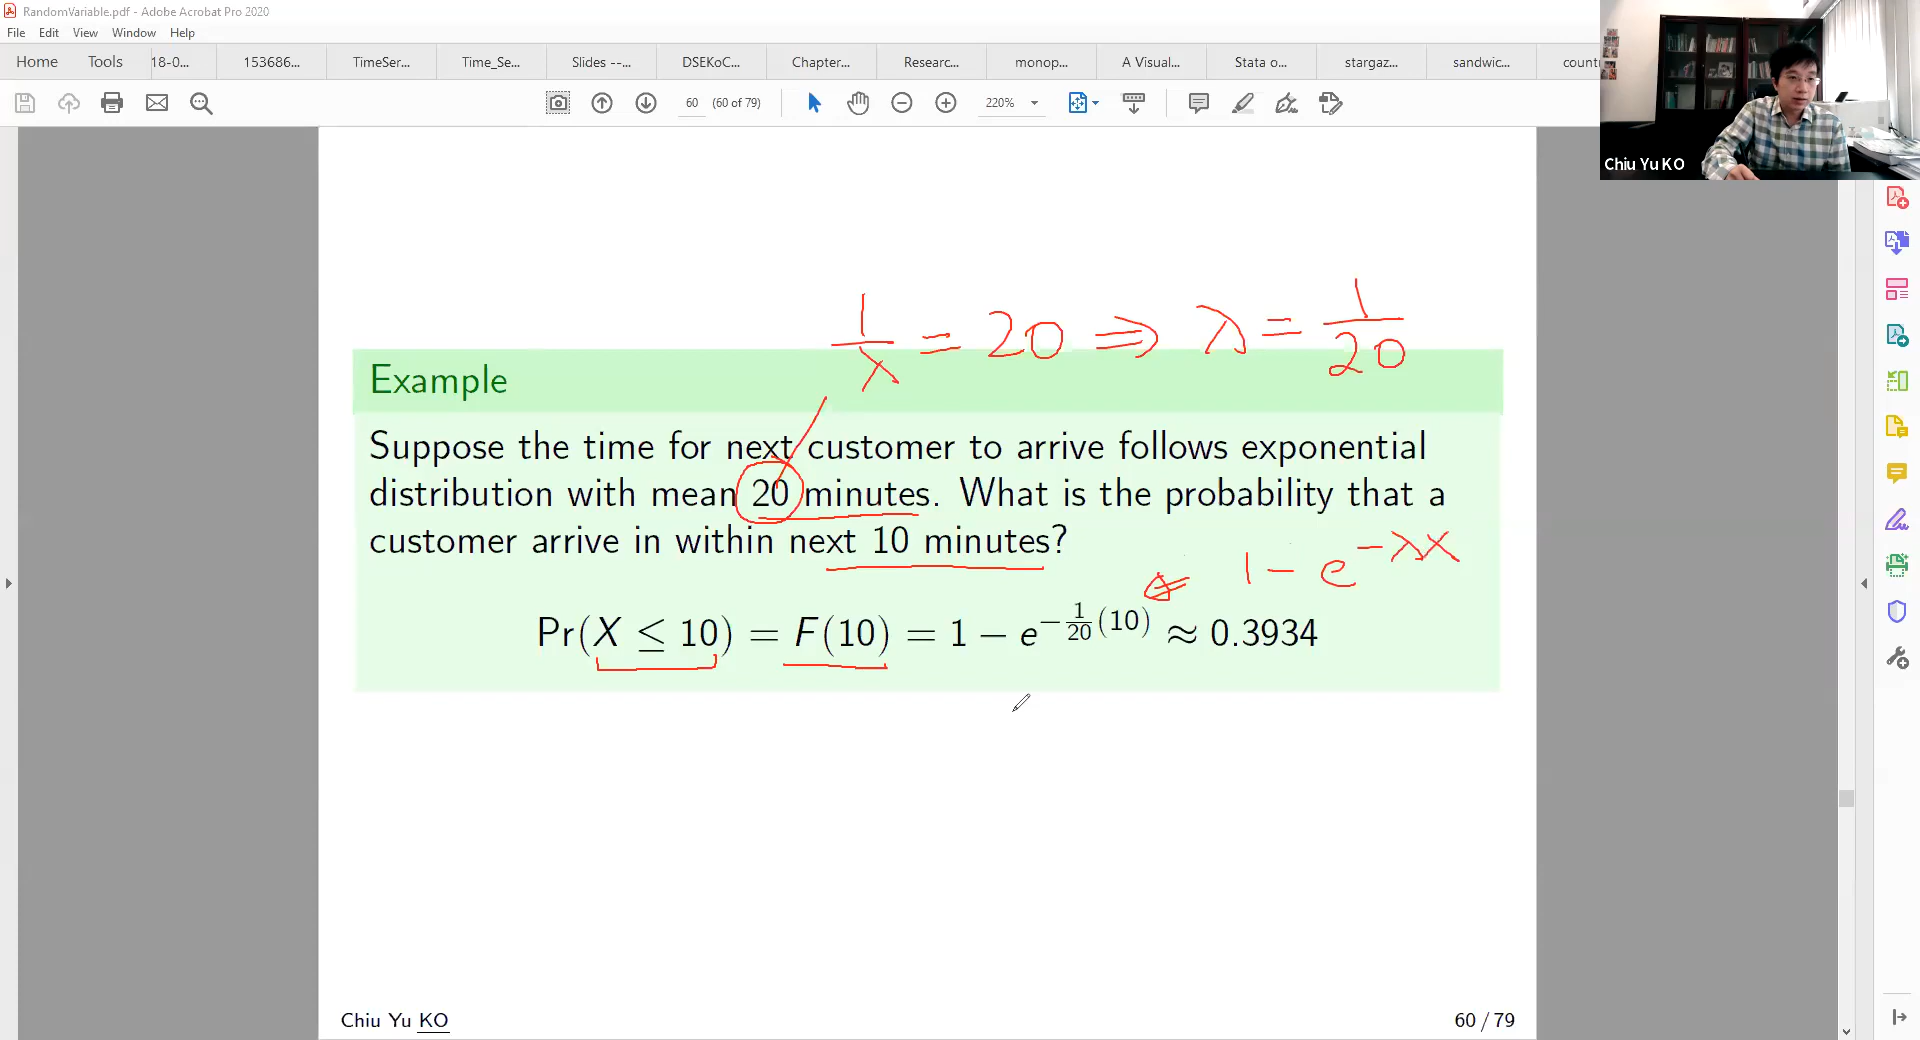 RandomVariable.pdf - Adobe Acrobat Pro 2020
File Edit View Window Help
Home Tools 18-0... 153686... TimeSer... Time_Se... Slides --... DSEKoC... Chapter... Researc... monop... A Visual... Stata o... stargaz... sandwic... count
60 (60 of 79) 220%
Chiu Yu KO
1/λ = 20 ⇒ λ = 1/20
Example
Suppose the time for next customer to arrive follows exponential
distribution with mean 20 minutes. What is the probability that a
customer arrive in within next 10 minutes?
⇐ 1 − e^{−λx}
Pr(X ≤ 10) = F(10) = 1 − e^{−1/20(10)} ≈ 0.3934
Chiu Yu KO 60 / 79